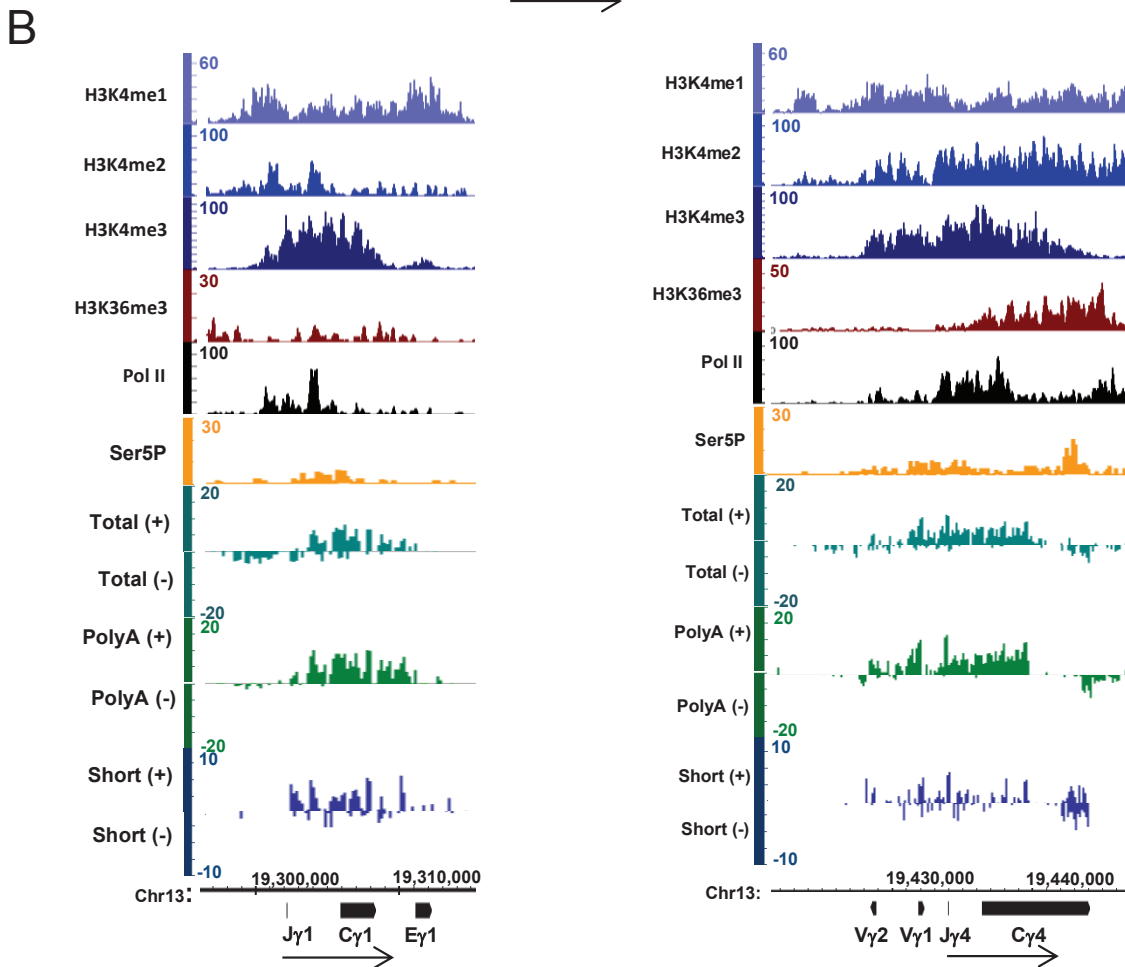 B
H3K4me1
60
H3K4me2
100
H3K4me3
100
H3K36me3
30
Pol II
100
Ser5P
30
Total (+)
20
Total (-)
-20
PolyA (+)
20
PolyA (-)
-20
Short (+)
10
Short (-)
-10
Chr13:
19,300,000 19,310,000
Jγ1 Cγ1 Eγ1
H3K4me1
60
H3K4me2
100
H3K4me3
100
H3K36me3
50
0
Pol II
100
Ser5P
30
Total (+)
20
Total (-)
-20
PolyA (+)
20
PolyA (-)
-20
Short (+)
10
Short (-)
-10
Chr13:
19,430,000 19,440,000
Vγ2 Vγ1 Jγ4 Cγ4